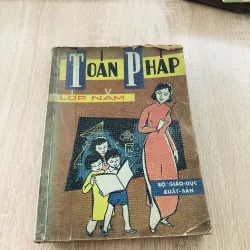 TOÁN PHÁP
LỚP NĂM
BỘ GIÁO-DỤC
XUẤT-BẢN